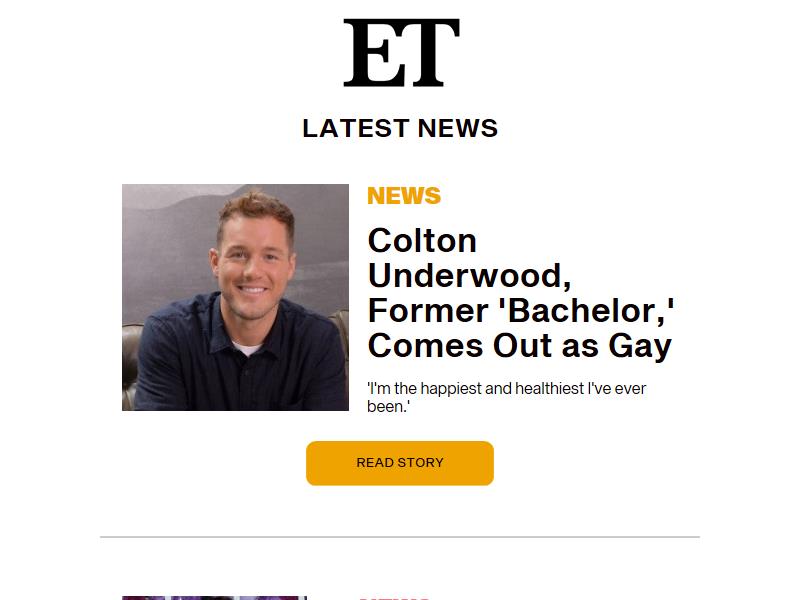 ET
LATEST NEWS
NEWS
Colton
Underwood,
Former 'Bachelor,'
Comes Out as Gay
'I'm the happiest and healthiest I've ever
been.'
READ STORY